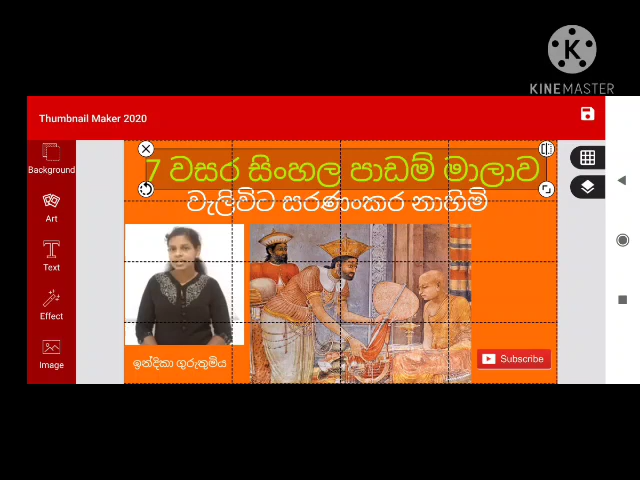 KINEMASTER
Thumbnail Maker 2020
Background
Art
Text
Effect
Image
7 වසර සිංහල පාඩම් මාලාව
වැලිවිට සරණංකර නාහිමි
ඉන්දිකා ගුරුතුමිය
Subscribe